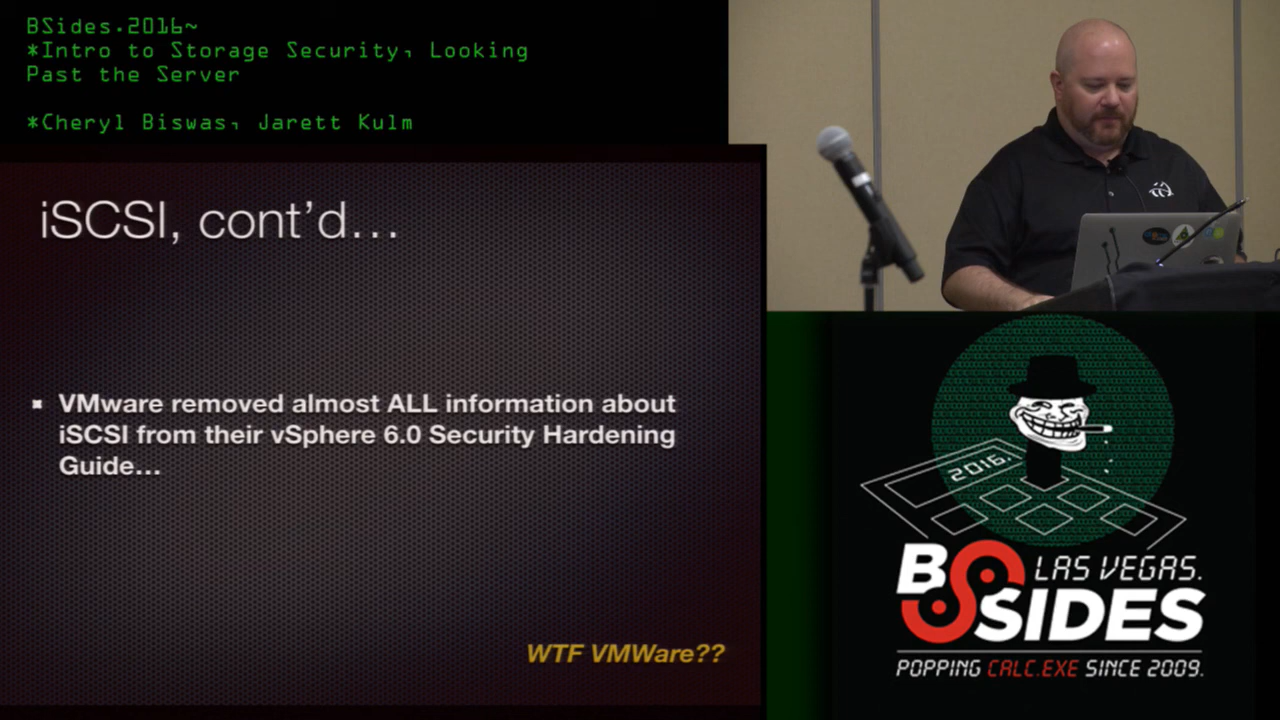 BSides.2016~
*Intro to Storage Security, Looking
Past the Server
*Cheryl Biswas, Jarett Kulm
iSCSI, cont’d…
VMware removed almost ALL information about
iSCSI from their vSphere 6.0 Security Hardening
Guide…
WTF VMWare??
2016.
BSIDES
LAS VEGAS.
POPPING CALC.EXE SINCE 2009.